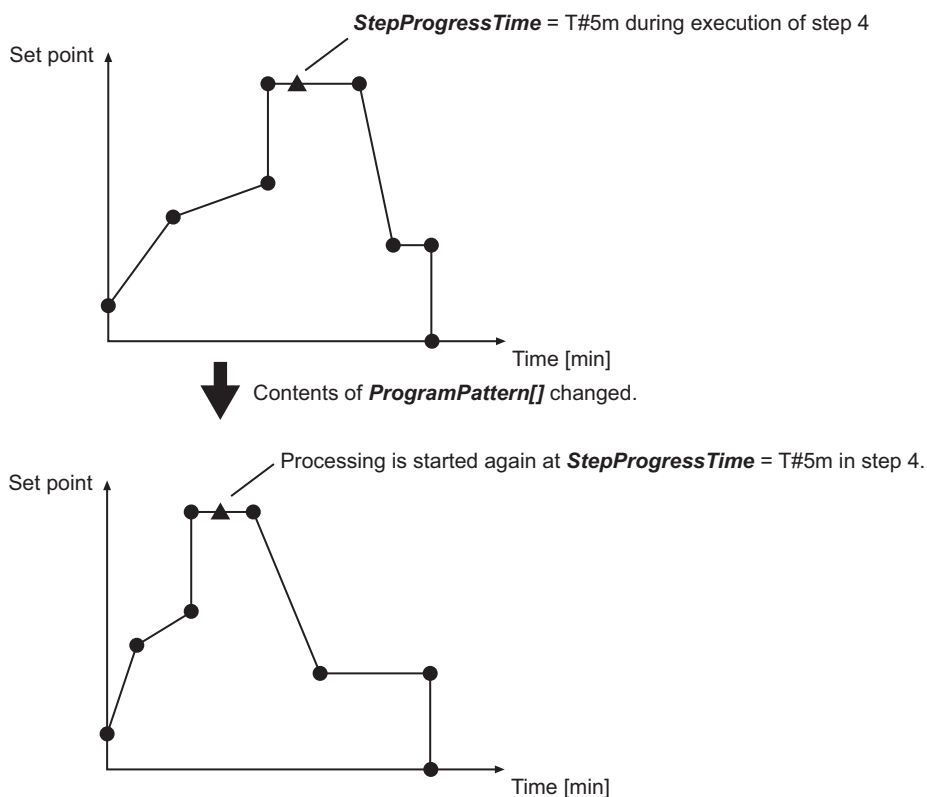 StepProgressTime = T#5m during execution of step 4
Set point
Time [min]
Contents of ProgramPattern[] changed.
Processing is started again at StepProgressTime = T#5m in step 4.
Set point
Time [min]